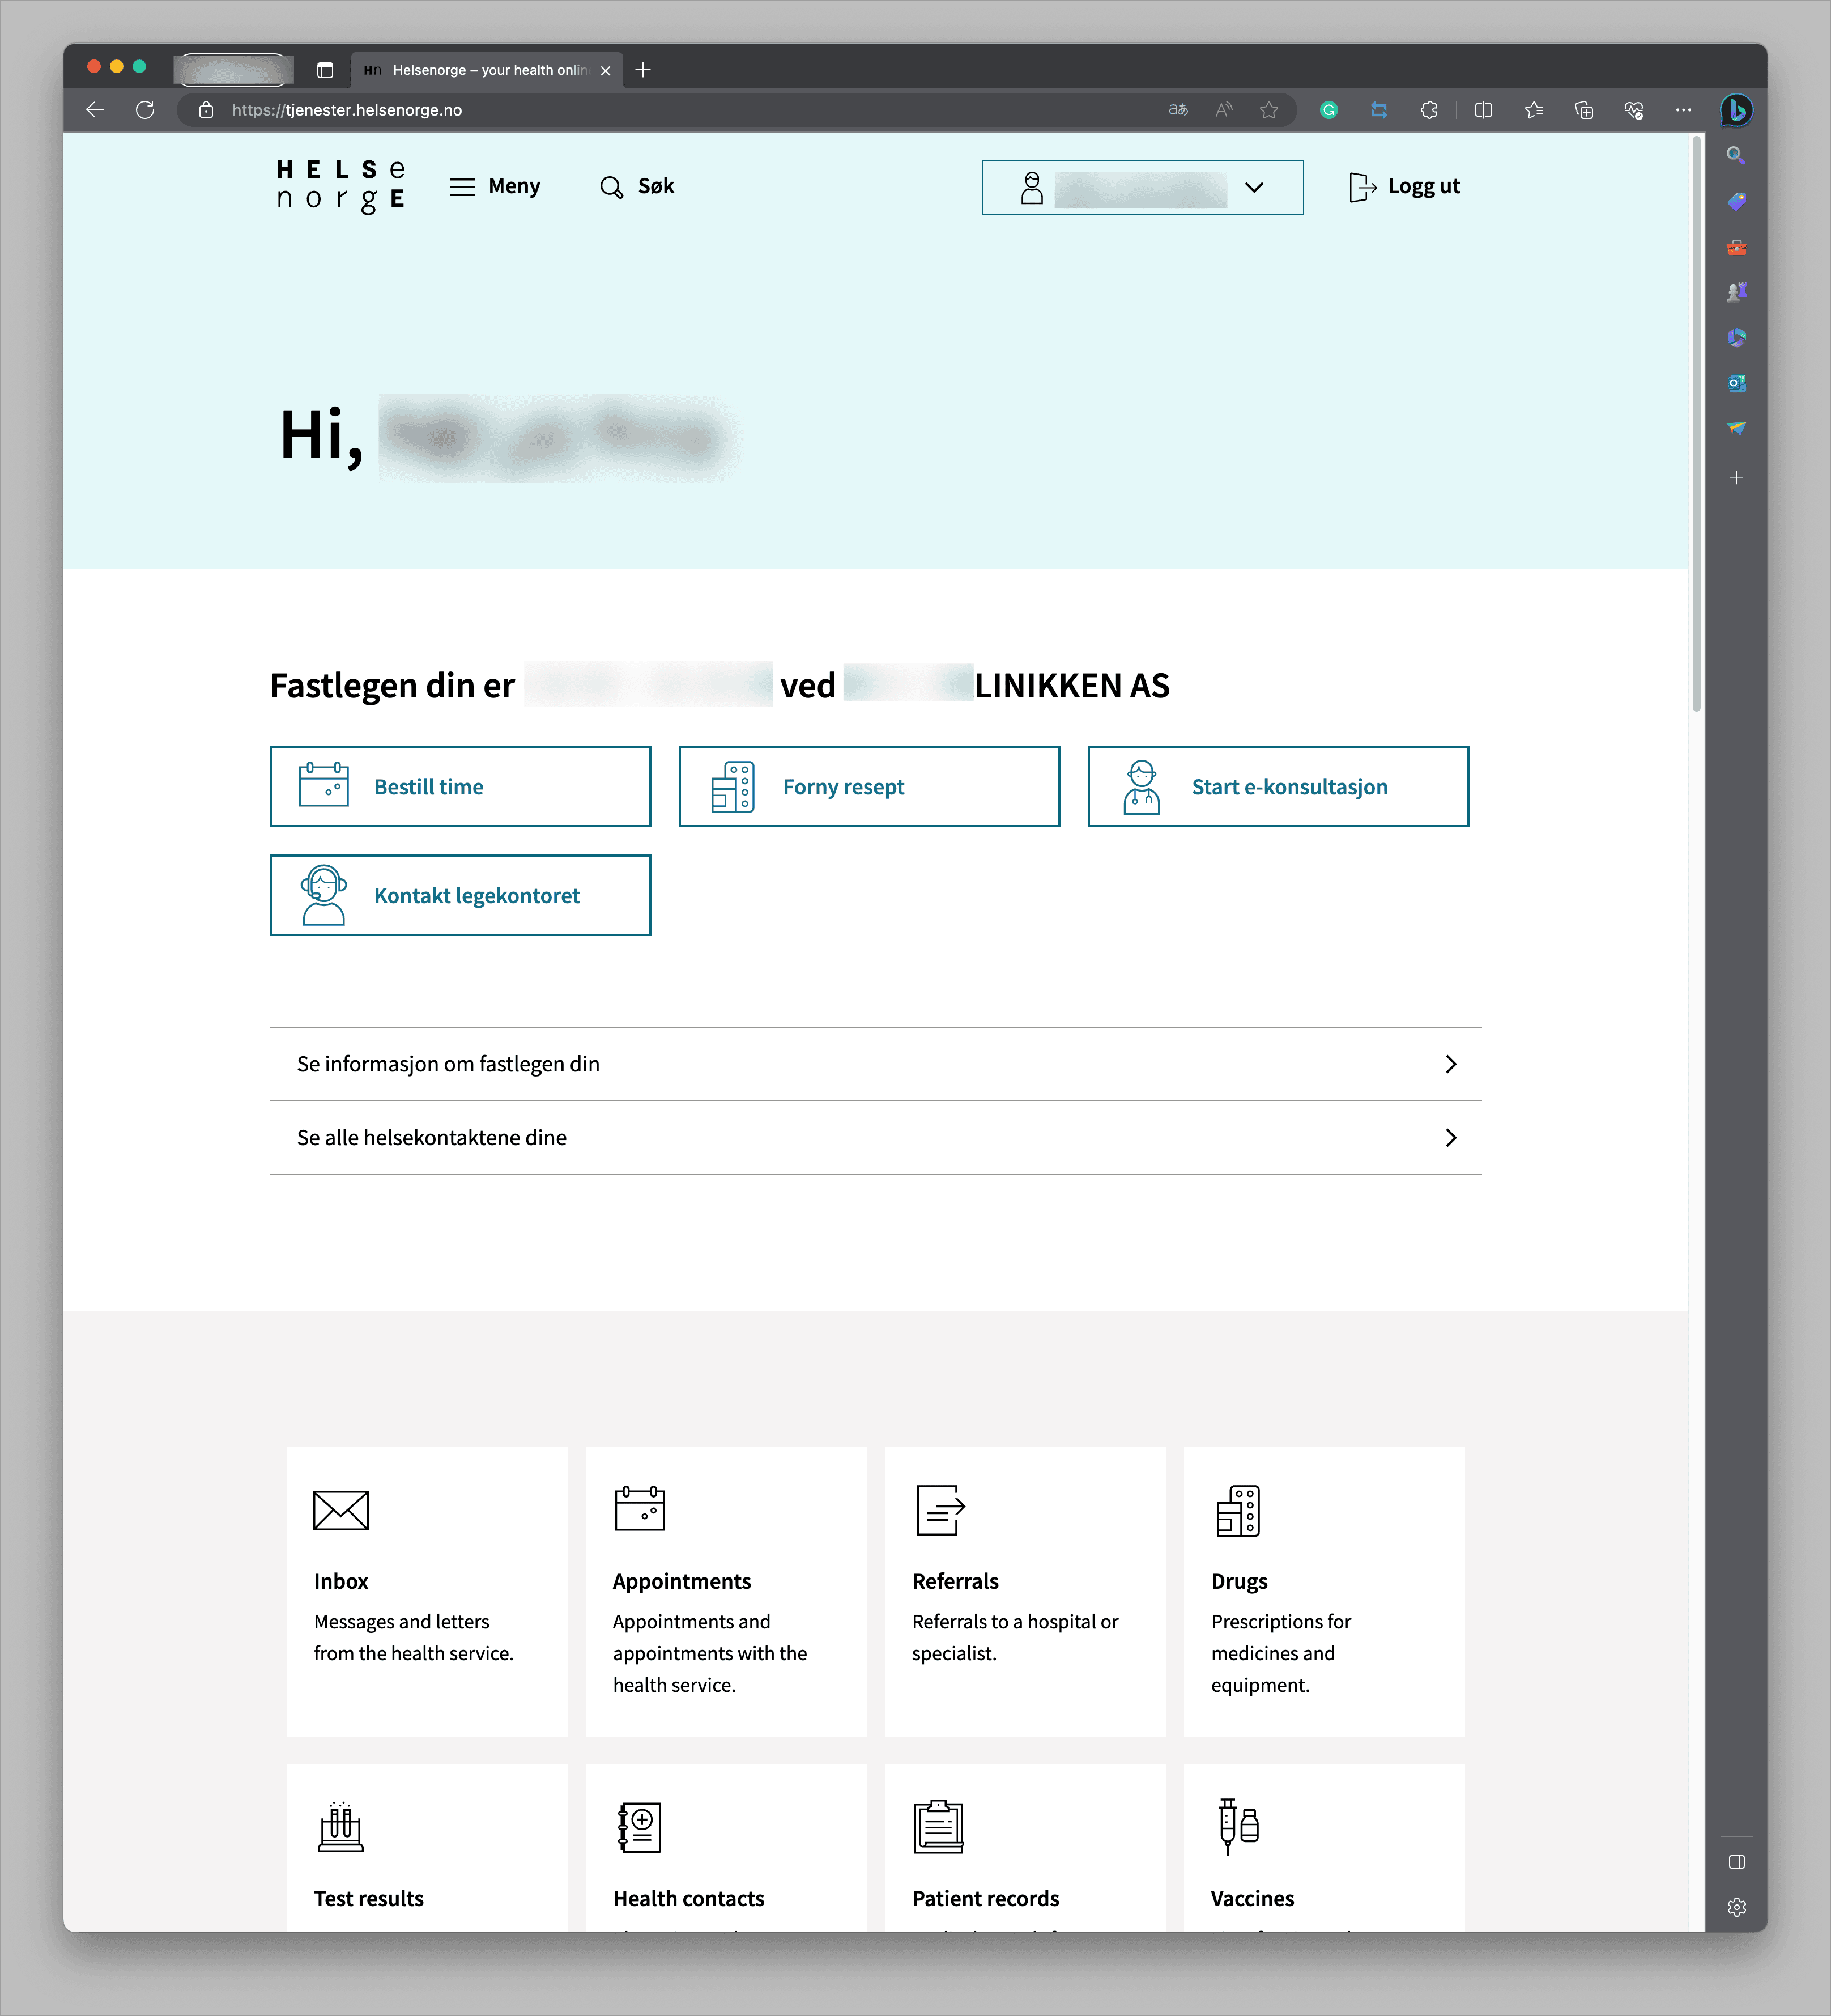 Hn Helsenorge – your health onlin
https://tjenester.helsenorge.no
HELSe
norgE
Meny
Søk
Logg ut
Hi,
Fastlegen din er ved LINIKKEN AS
Bestill time
Forny resept
Start e-konsultasjon
Kontakt legekontoret
Se informasjon om fastlegen din
Se alle helsekontaktene dine
Inbox
Messages and letters
from the health service.
Appointments
Appointments and
appointments with the
health service.
Referrals
Referrals to a hospital or
specialist.
Drugs
Prescriptions for
medicines and
equipment.
Test results
Health contacts
Patient records
Vaccines